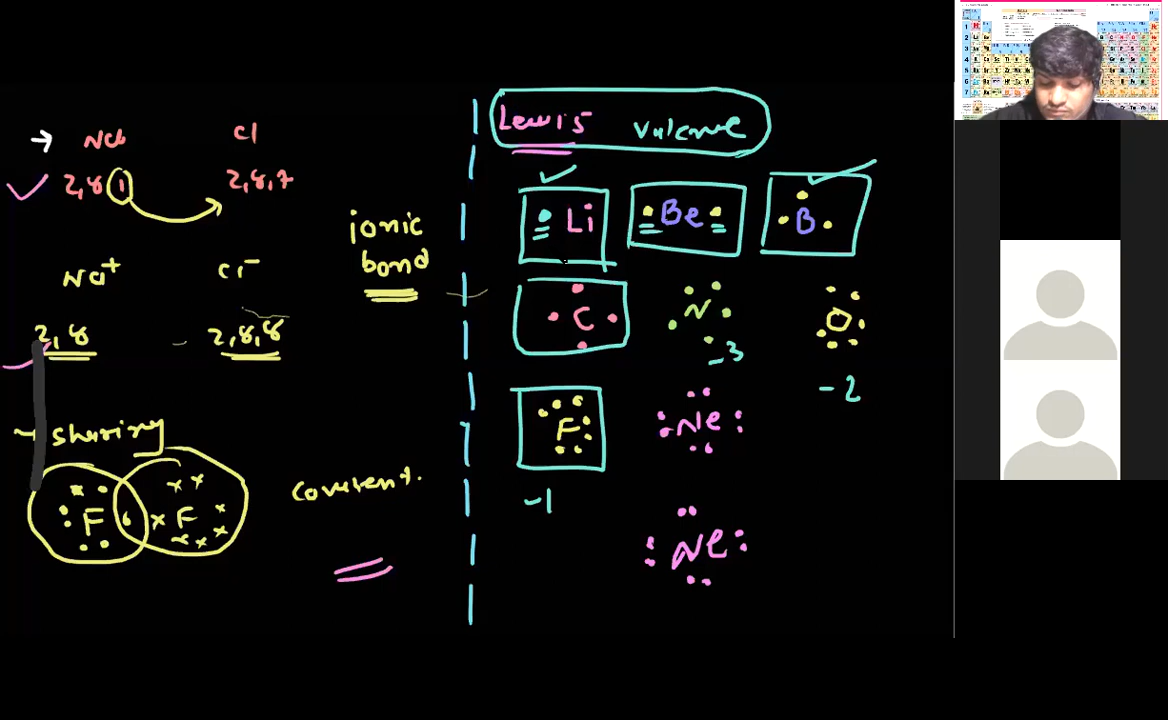 → Na Cl
2,8 1 2,8,7
ionic
bond
Na+ Cl-
2,8 2,8,8
→ sharing
F F
covalent.
Lewis valence
Li Be B
C N O
-3
-2
F Ne
-1
Ne